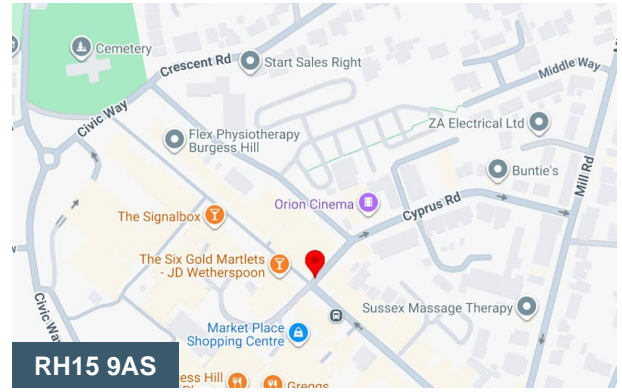 Cemetery
Crescent Rd
Start Sales Right
Middle Way
Civic Way
Flex Physiotherapy
Burgess Hill
ZA Electrical Ltd
Buntie's
Mill Rd
Orion Cinema
Cyprus Rd
The Signalbox
The Six Gold Martlets
- JD Wetherspoon
Civic Way
Sussex Massage Therapy
Market Place
Shopping Centre
RH15 9AS
ess Hill
Greggs